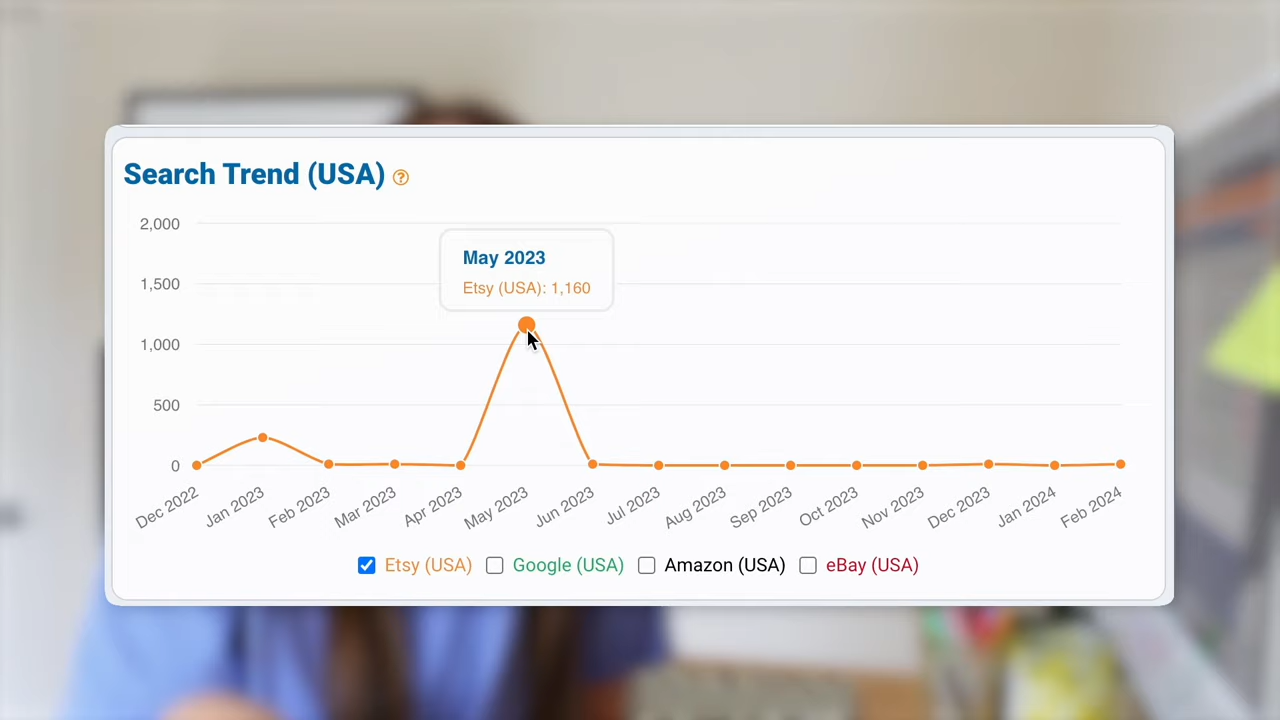 Search Trend (USA) ?
2,000
May 2023
Etsy (USA): 1,160
1,500
1,000
500
0
Dec 2022 Jan 2023 Feb 2023 Mar 2023 Apr 2023 May 2023 Jun 2023 Jul 2023 Aug 2023 Sep 2023 Oct 2023 Nov 2023 Dec 2023 Jan 2024 Feb 2024
Etsy (USA) Google (USA) Amazon (USA) eBay (USA)